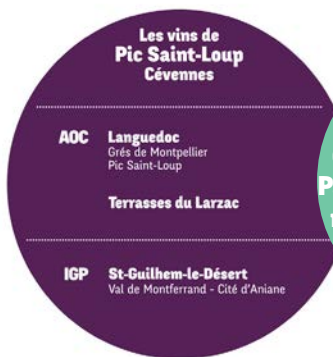 Les vins de
Pic Saint-Loup
Cévennes
AOC Languedoc
Grés de Montpellier
Pic Saint-Loup
Terrasses du Larzac
IGP St-Guilhem-le-Désert
Val de Montferrand - Cité d'Aniane